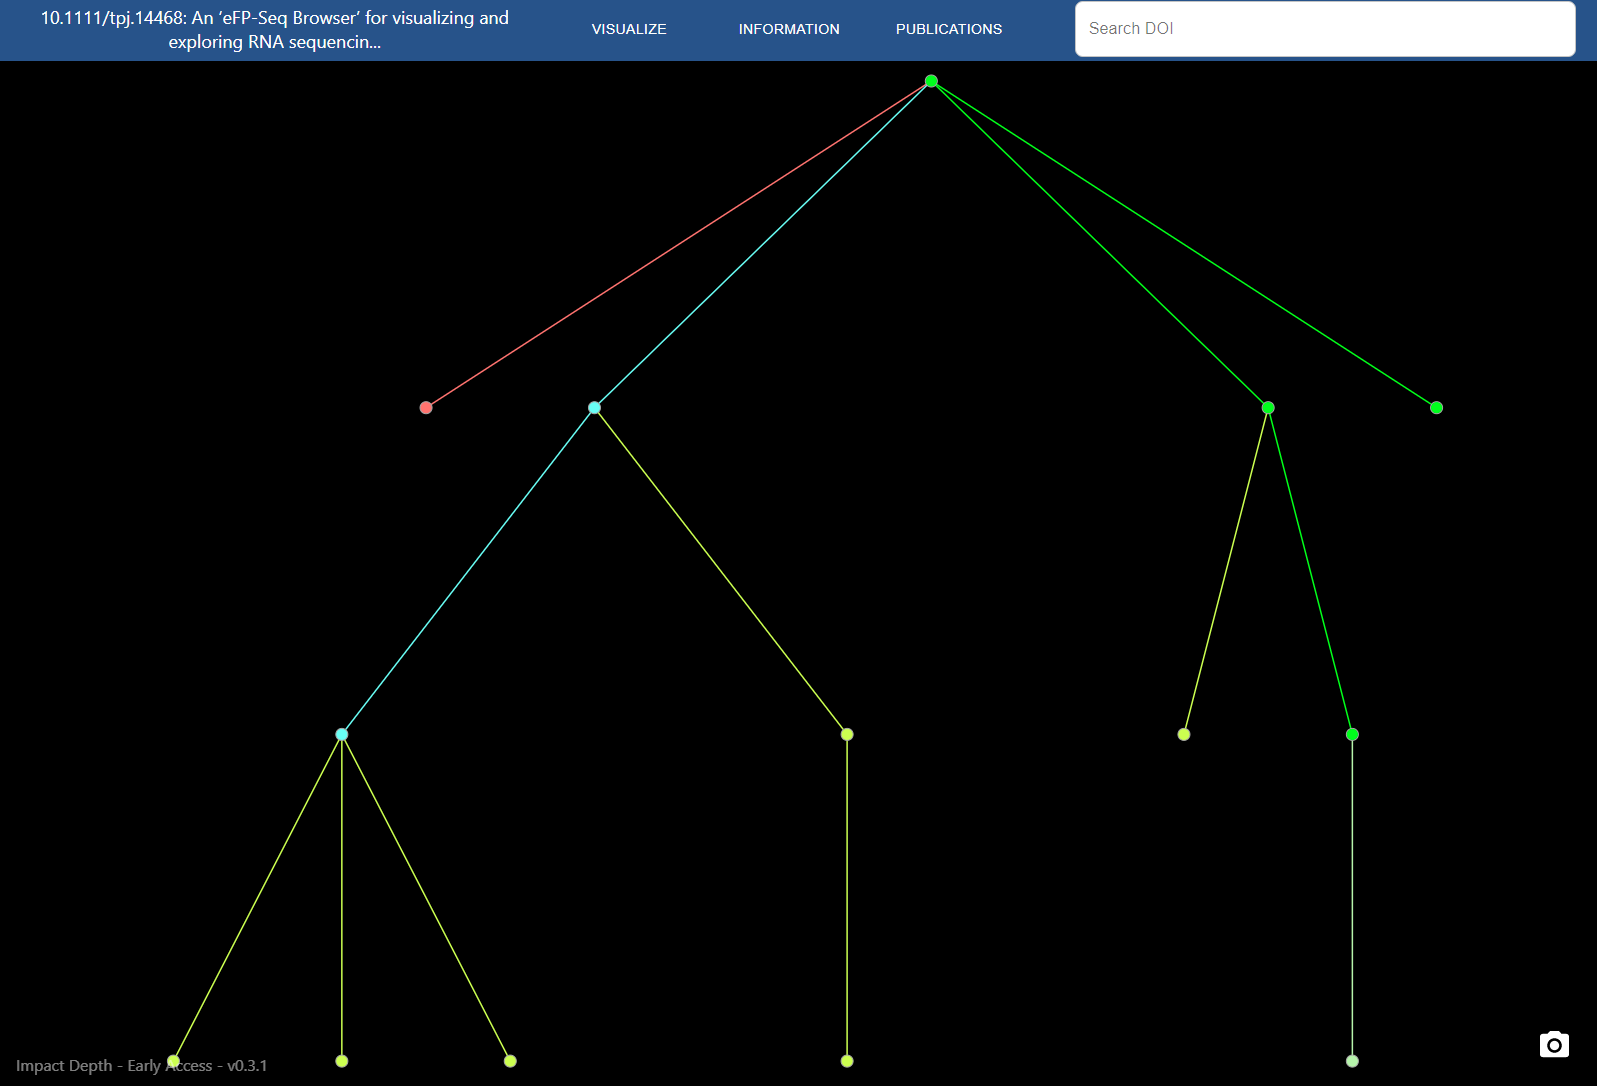 10.1111/tpj.14468: An ‘eFP-Seq Browser’ for visualizing and
exploring RNA sequencin...
VISUALIZE
INFORMATION
PUBLICATIONS
Search DOI
Impact Depth - Early Access - v0.3.1